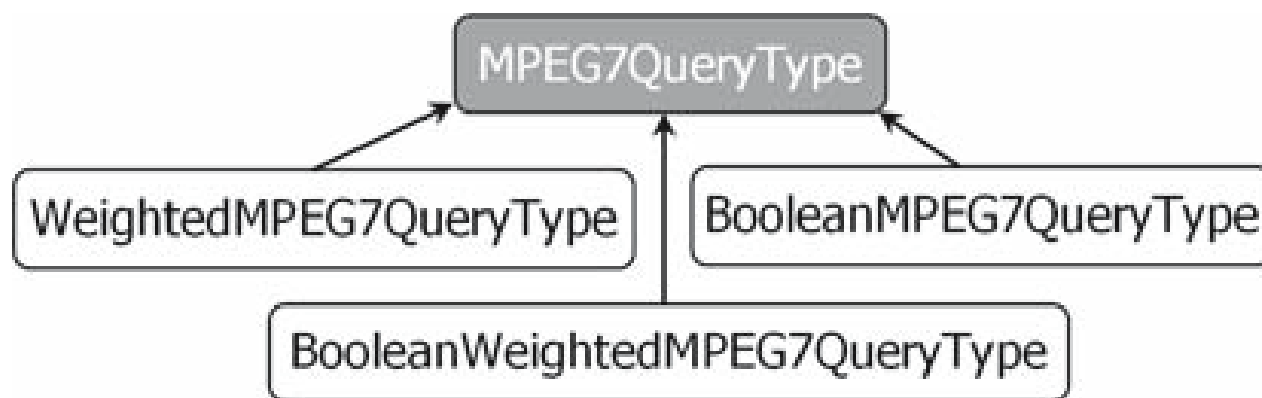 MPEG7QueryType
WeightedMPEG7QueryType
BooleanMPEG7QueryType
BooleanWeightedMPEG7QueryType